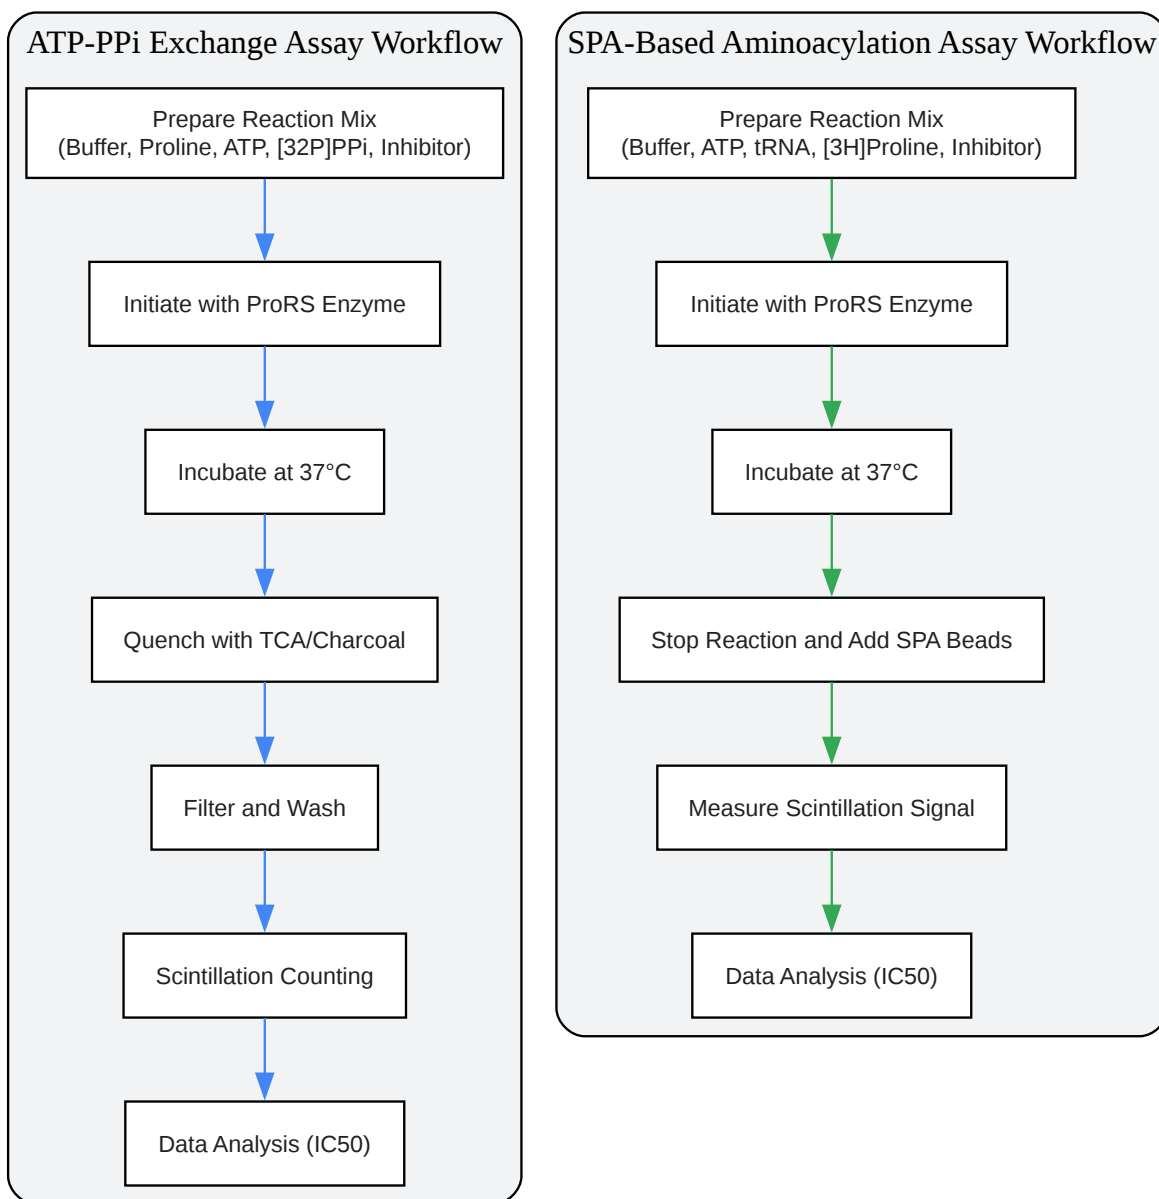 ATP-PPi Exchange Assay Workflow
Prepare Reaction Mix
(Buffer, Proline, ATP, [32P]PPi, Inhibitor)
Initiate with ProRS Enzyme
Incubate at 37°C
Quench with TCA/Charcoal
Filter and Wash
Scintillation Counting
Data Analysis (IC50)
SPA-Based Aminoacylation Assay Workflow
Prepare Reaction Mix
(Buffer, ATP, tRNA, [3H]Proline, Inhibitor)
Initiate with ProRS Enzyme
Incubate at 37°C
Stop Reaction and Add SPA Beads
Measure Scintillation Signal
Data Analysis (IC50)